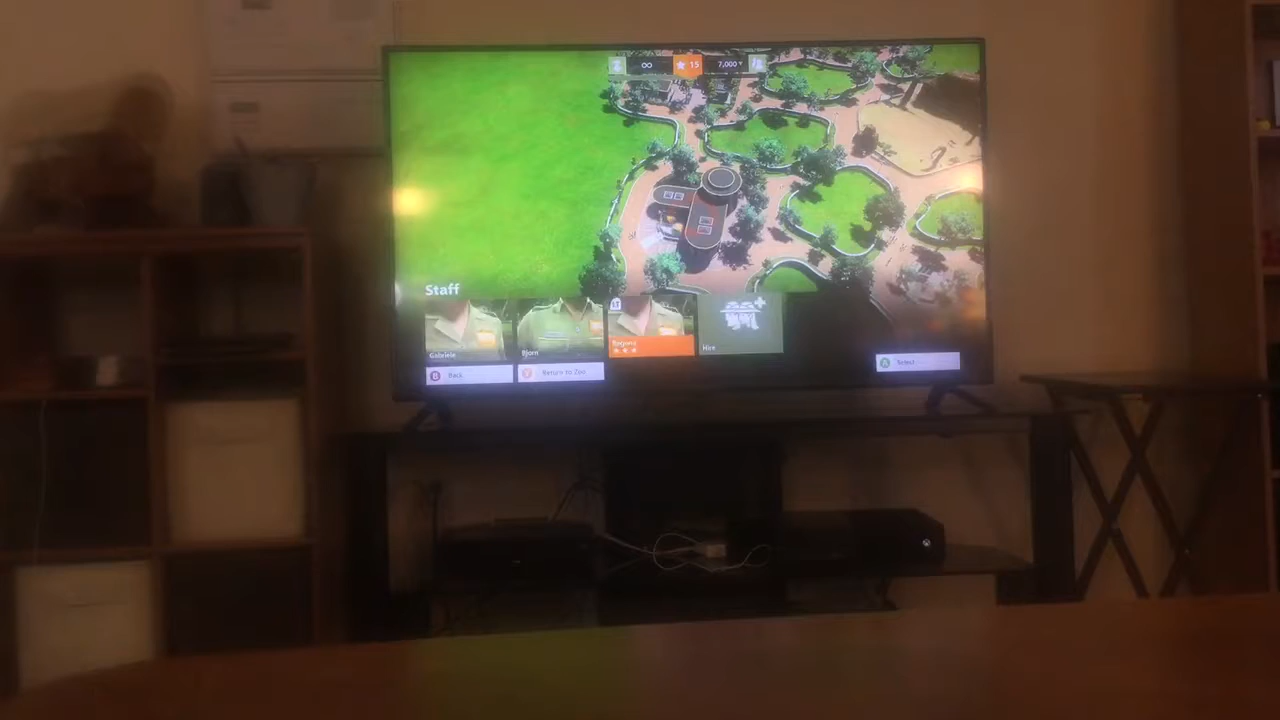 ∞ 15 7,000
Staff
Gabriele Bjorn Hire
B Back Y Return to Zoo A Select